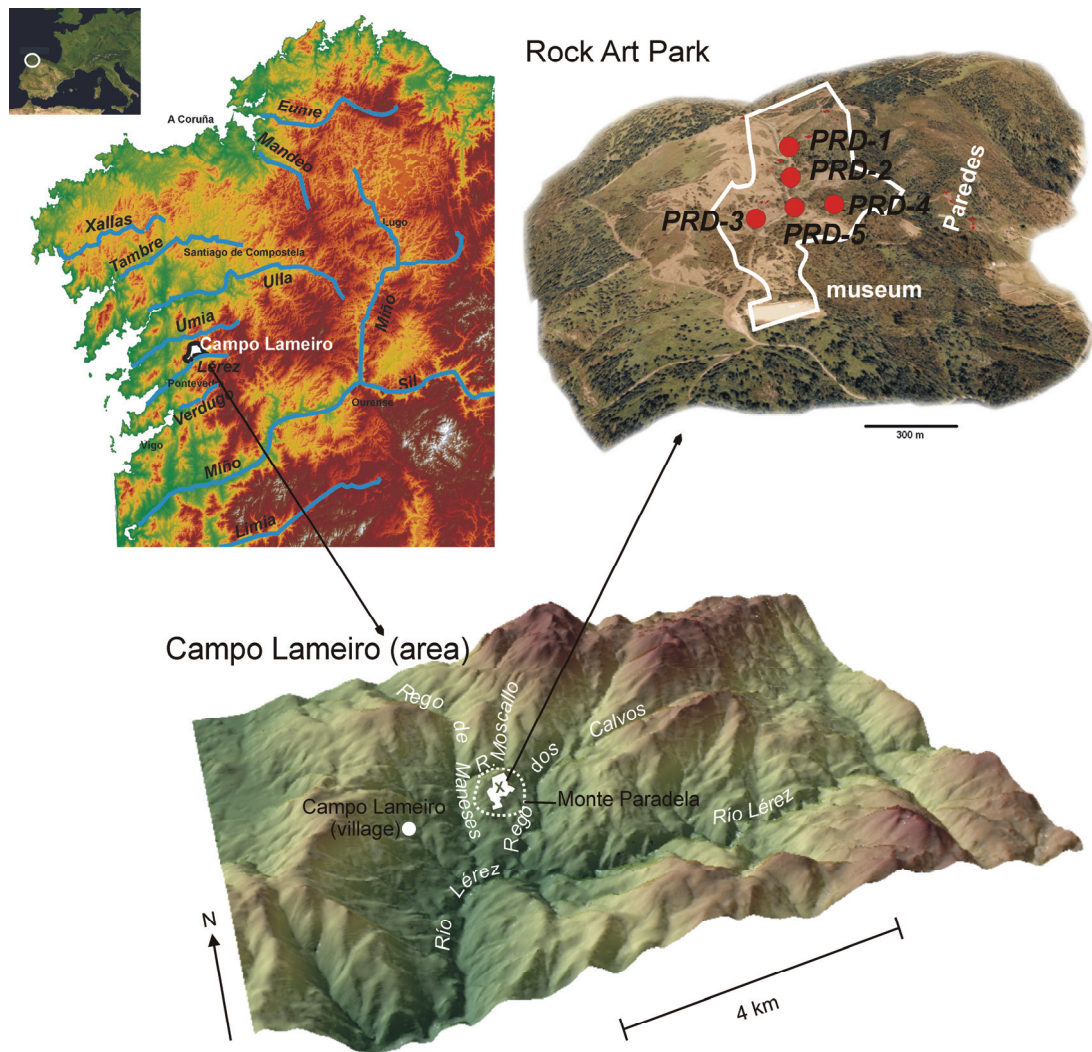 Rock Art Park
A Coruña
Eume
Mandeo
Xallas
Tambre
Lugo
Santiago de Compostela
Ulla
Miño
Umia
Campo Lameiro
Lérez
Pontevedra
Verdugo
Sil
Ourense
Vigo
Miño
Limia
PRD-1
PRD-2
PRD-3
PRD-4
PRD-5
Paredes
museum
300 m
Campo Lameiro (area)
Rego de Maneses
R. Moscallo
Rego dos Calvos
Campo Lameiro
(village)
Monte Paradela
Río Lérez
Río Lérez
X
N
4 km